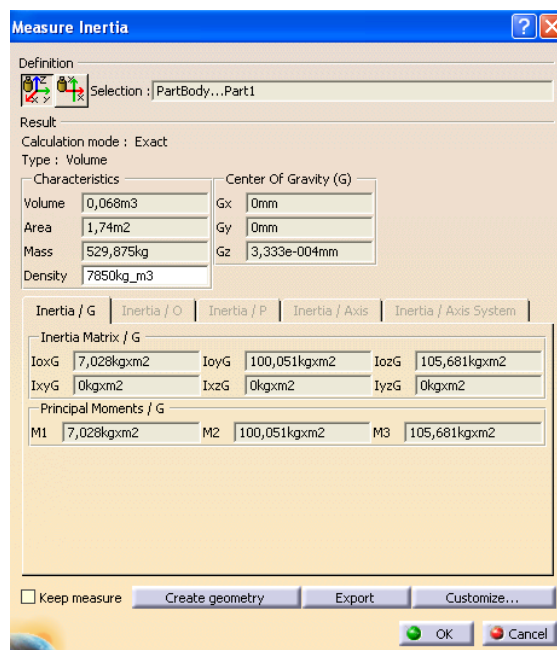 Measure Inertia
Definition
Selection : PartBody...Part1
Result
Calculation mode : Exact
Type : Volume
Characteristics
Center Of Gravity (G)
Volume 0,068m3 Gx 0mm
Area 1,74m2 Gy 0mm
Mass 529,875kg Gz 3,333e-004mm
Density 7850kg_m3
Inertia / G Inertia / O Inertia / P Inertia / Axis Inertia / Axis System
Inertia Matrix / G
IoxG 7,028kgxm2 IoyG 100,051kgxm2 IozG 105,681kgxm2
IxyG 0kgxm2 IxzG 0kgxm2 IyzG 0kgxm2
Principal Moments / G
M1 7,028kgxm2 M2 100,051kgxm2 M3 105,681kgxm2
Keep measure Create geometry Export Customize...
OK Cancel